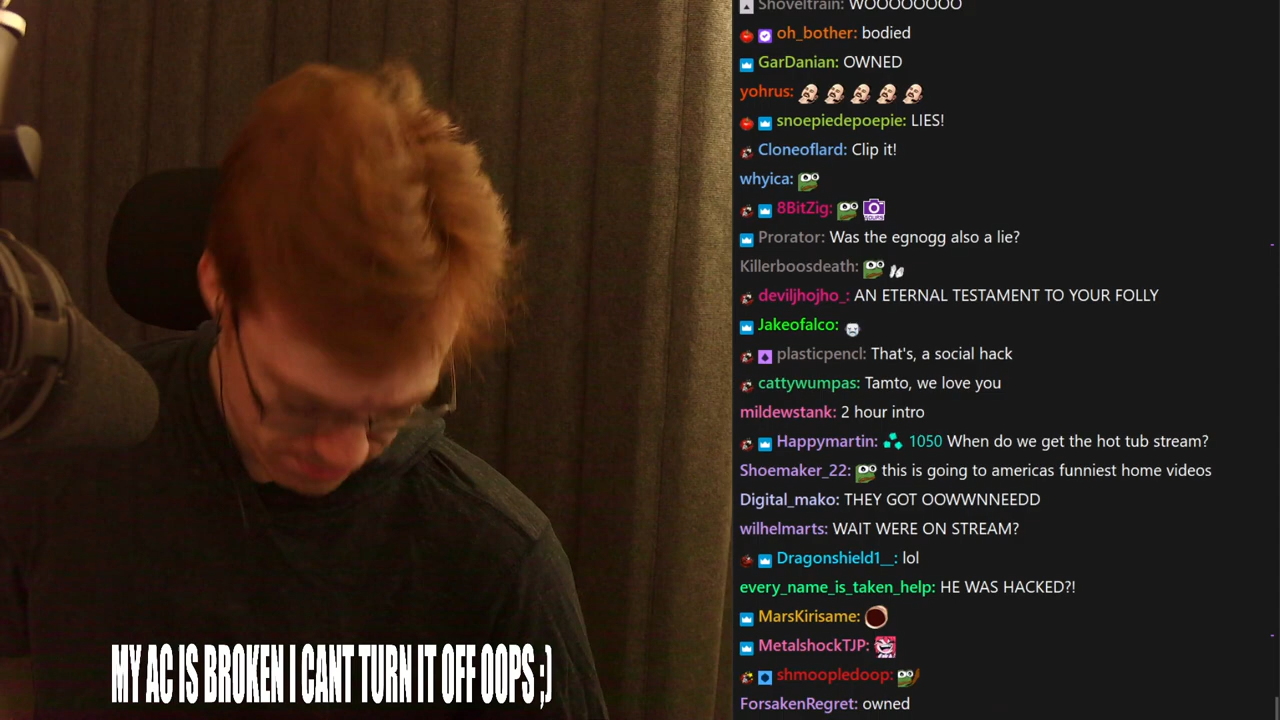 Shoveltrain: WOOOOOOOO
oh_bother: bodied
GarDanian: OWNED
yohrus:
snoepiedepoepie: LIES!
Cloneoflard: Clip it!
whyica:
8BitZig:
Prorator: Was the egnogg also a lie?
Killerboosdeath:
deviljhojho_: AN ETERNAL TESTAMENT TO YOUR FOLLY
Jakeofalco:
plasticpencl: That's, a social hack
cattywumpas: Tamto, we love you
mildewstank: 2 hour intro
Happymartin: 1050 When do we get the hot tub stream?
Shoemaker_22: this is going to americas funniest home videos
Digital_mako: THEY GOT OOWWNNEEDD
wilhelmarts: WAIT WERE ON STREAM?
Dragonshield1__: lol
every_name_is_taken_help: HE WAS HACKED?!
MarsKirisame:
MetalshockTJP:
shmoopledoop:
ForsakenRegret: owned
MY AC IS BROKEN I CANT TURN IT OFF OOPS ;)